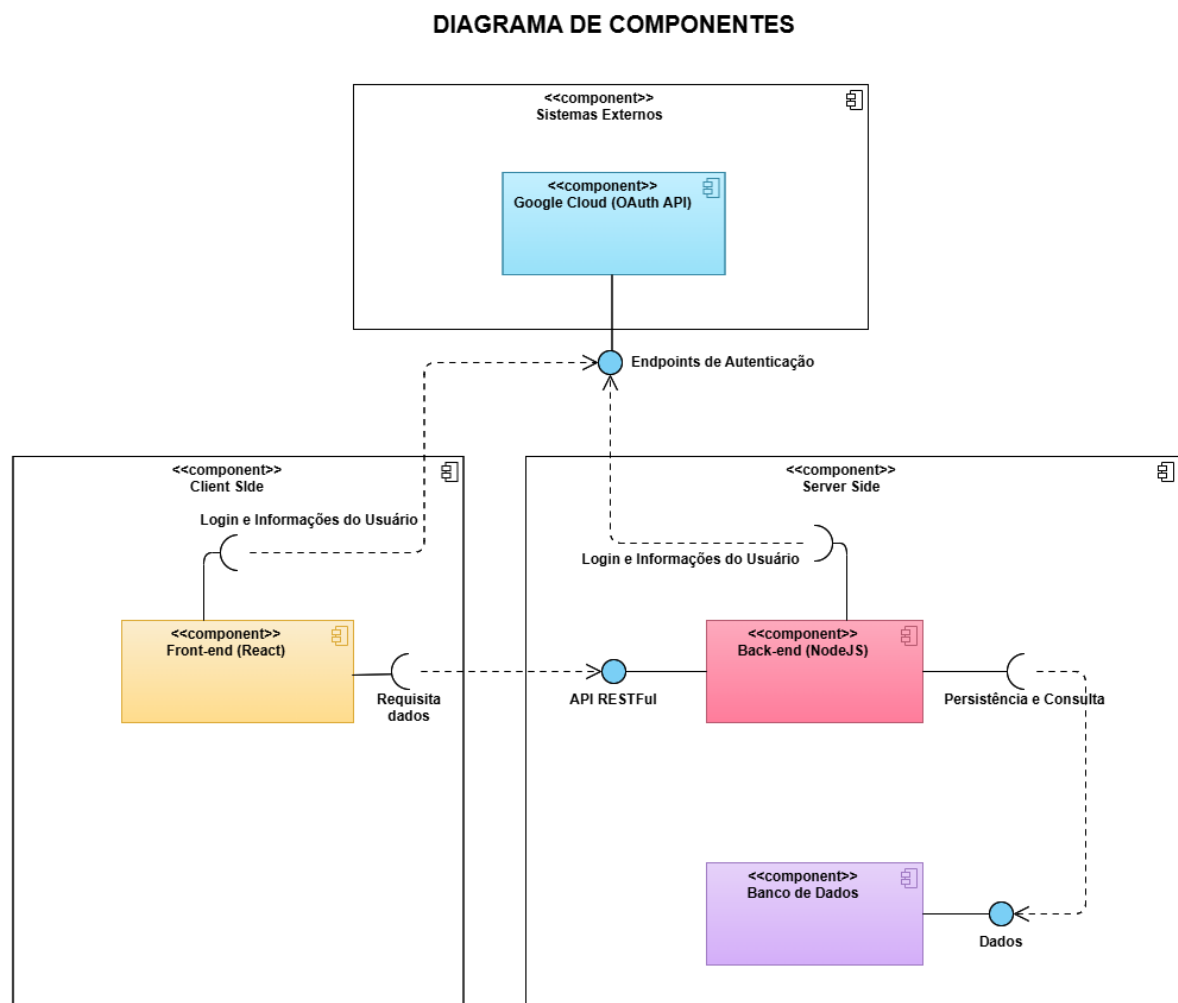 DIAGRAMA DE COMPONENTES
<<component>>
Sistemas Externos
<<component>>
Google Cloud (OAuth API)
Endpoints de Autenticação
<<component>>
Client SIde
Login e Informações do Usuário
<<component>>
Front-end (React)
Requisita
dados
<<component>>
Server Side
Login e Informações do Usuário
API RESTFul
<<component>>
Back-end (NodeJS)
Persistência e Consulta
<<component>>
Banco de Dados
Dados